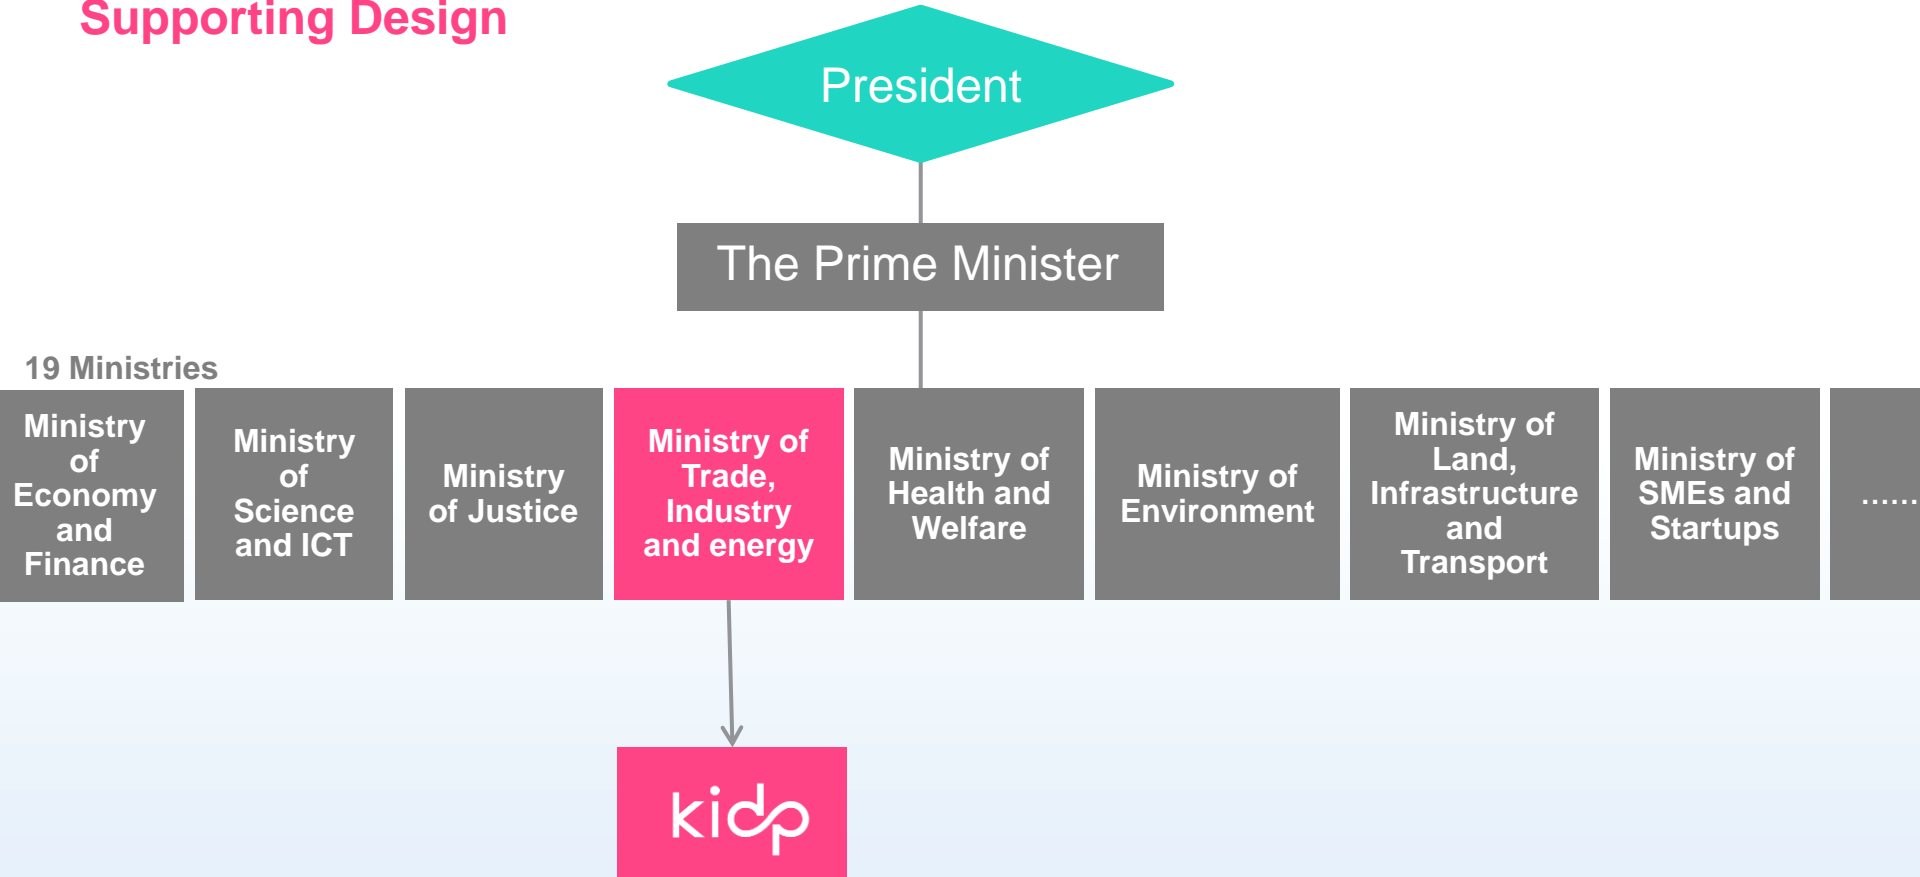 Supporting Design
President
The Prime Minister
19 Ministries
Ministry
of
Economy
and
Finance
Ministry
of
Science
and ICT
Ministry
of Justice
Ministry of
Trade,
Industry
and energy
Ministry of
Health and
Welfare
Ministry of
Environment
Ministry of
Land,
Infrastructure
and
Transport
Ministry of
SMEs and
Startups
......
kidp